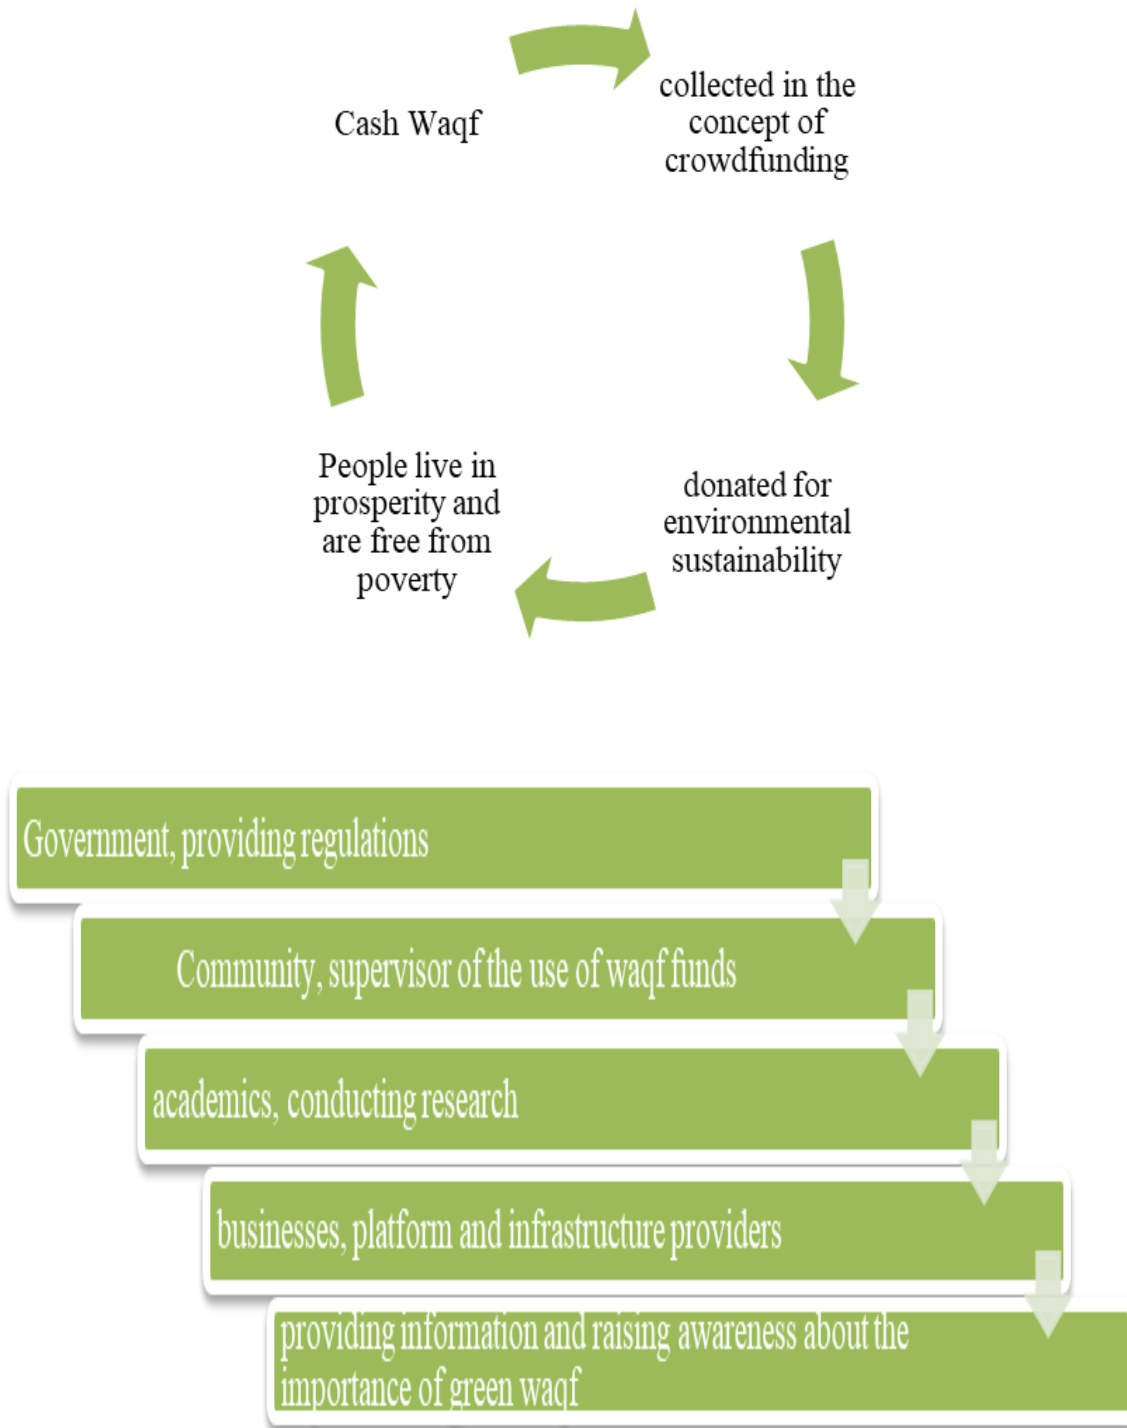 Cash Waqf
collected in the
concept of
crowdfunding
donated for
environmental
sustainability
People live in
prosperity and
are free from
poverty
Government, providing regulations
Community, supervisor of the use of waqf funds
academics, conducting research
businesses, platform and infrastructure providers
providing information and raising awareness about the
importance of green waqf